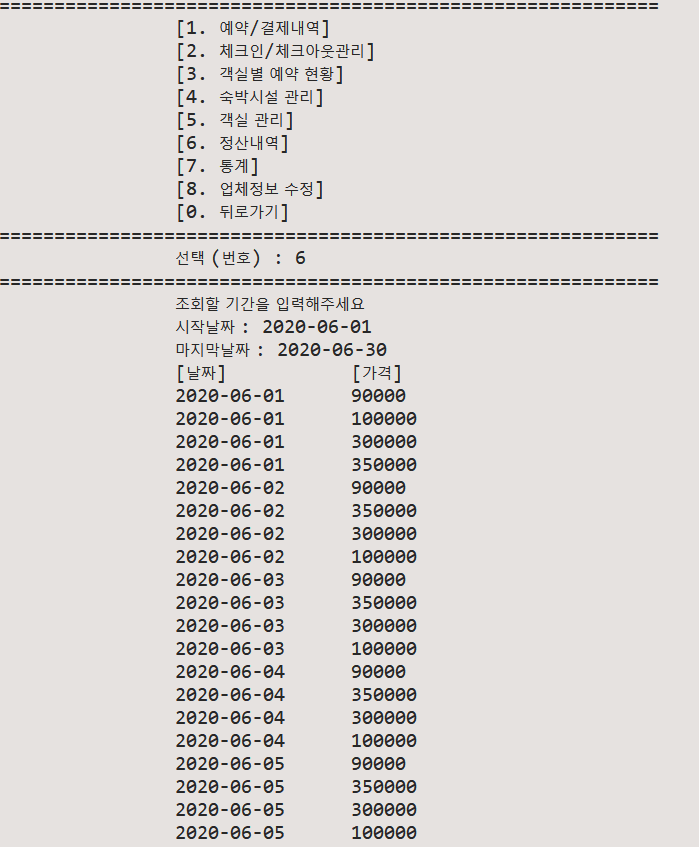 ============================================================
[1. 예약/결제내역]
[2. 체크인/체크아웃관리]
[3. 객실별 예약 현황]
[4. 숙박시설 관리]
[5. 객실 관리]
[6. 정산내역]
[7. 통계]
[8. 업체정보 수정]
[0. 뒤로가기]
============================================================
선택(번호) : 6
============================================================
조회할 기간을 입력해주세요
시작날짜 : 2020-06-01
마지막날짜 : 2020-06-30
[날짜] [가격]
2020-06-01 90000
2020-06-01 100000
2020-06-01 300000
2020-06-01 350000
2020-06-02 90000
2020-06-02 350000
2020-06-02 300000
2020-06-02 100000
2020-06-03 90000
2020-06-03 350000
2020-06-03 300000
2020-06-03 100000
2020-06-04 90000
2020-06-04 350000
2020-06-04 300000
2020-06-04 100000
2020-06-05 90000
2020-06-05 350000
2020-06-05 300000
2020-06-05 100000